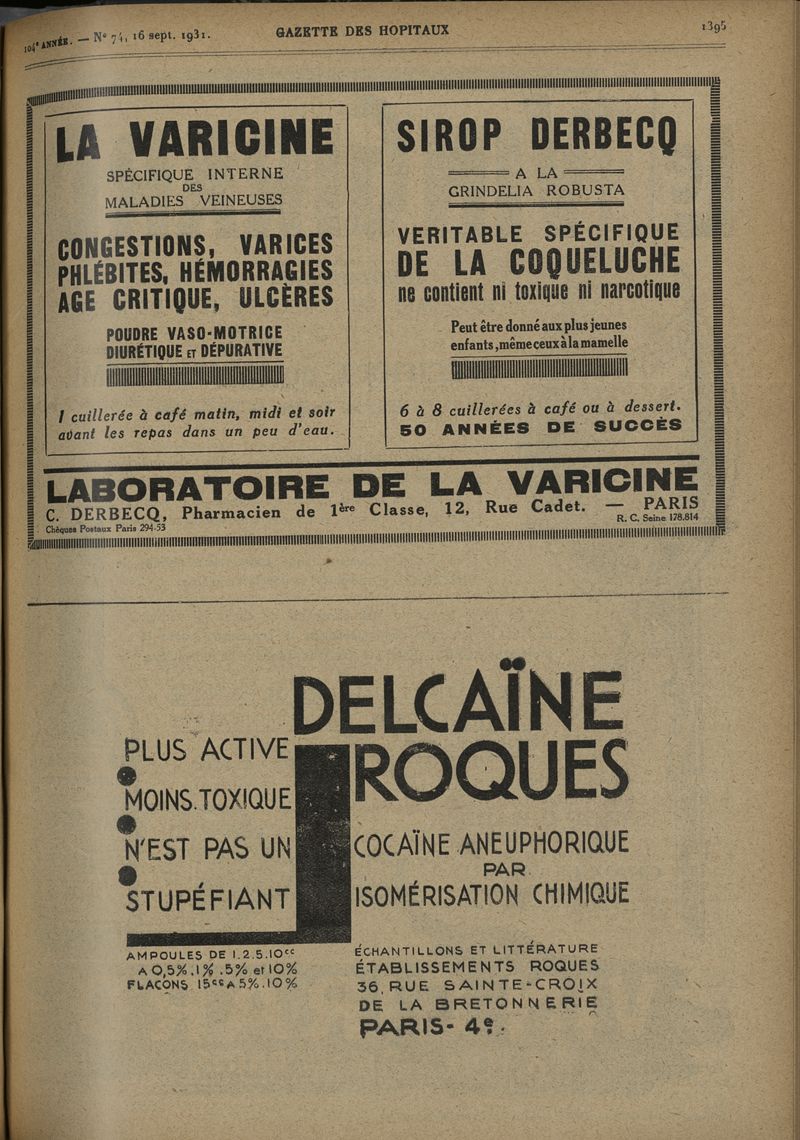 104e ANNÉE. — No 74, 16 sept. 1931.
GAZETTE DES HOPITAUX
1395
LA VARICINE
SPÉCIFIQUE INTERNE
DES
MALADIES VEINEUSES
CONGESTIONS, VARICES
PHLÉBITES, HÉMORRAGIES
AGE CRITIQUE, ULCÈRES
POUDRE VASO-MOTRICE
DIURÉTIQUE ET DÉPURATIVE
1 cuillerée à café matin, midi et soir
avant les repas dans un peu d'eau.
SIROP DERBECQ
A LA
GRINDELIA ROBUSTA
VERITABLE SPÉCIFIQUE
DE LA COQUELUCHE
ne contient ni toxique ni narcotique
Peut être donné aux plus jeunes
enfants, même ceux à la mamelle
6 à 8 cuillerées à café ou à dessert.
50 ANNÉES DE SUCCÈS
LABORATOIRE DE LA VARICINE
C. DERBECQ, Pharmacien de 1ère Classe, 12, Rue Cadet. — PARIS
Chèques Postaux Paris 294-53
R. C. Seine 178.814
DELCAÏNE
ROQUES
PLUS ACTIVE
MOINS.TOXIQUE
N'EST PAS UN
STUPÉFIANT
COCAÏNE ANEUPHORIQUE
PAR
ISOMÉRISATION CHIMIQUE
AMPOULES DE 1.2.5.10cc
A 0,5%.1%.5% et 10%
FLACONS 15cc A 5%.10%
ÉCHANTILLONS ET LITTÉRATURE
ÉTABLISSEMENTS ROQUES
36, RUE SAINTE-CROIX
DE LA BRETONNERIE
PARIS- 4e.